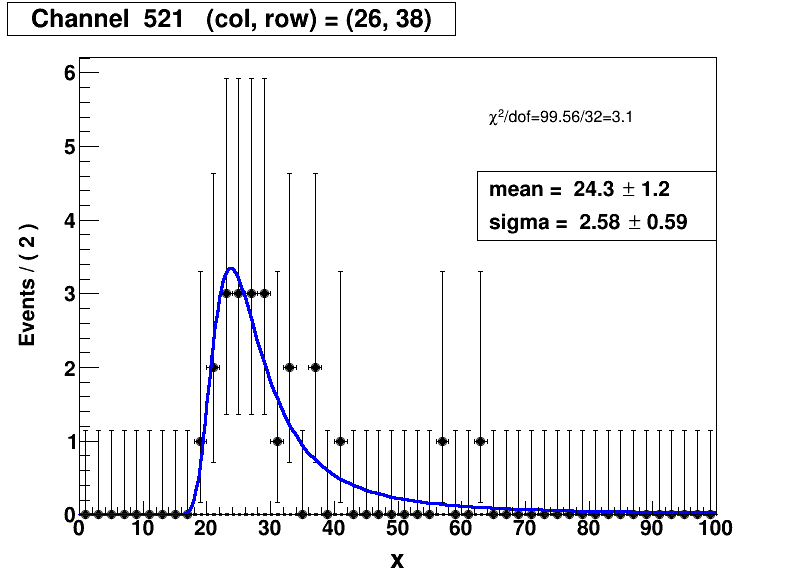 Channel  521   (col, row) = (26, 38)
χ²/dof=99.56/32=3.1
mean =  24.3 ± 1.2
sigma =  2.58 ± 0.59
Events / ( 2 )
6
5
4
3
2
1
0
0 10 20 30 40 50 60 70 80 90 100
x